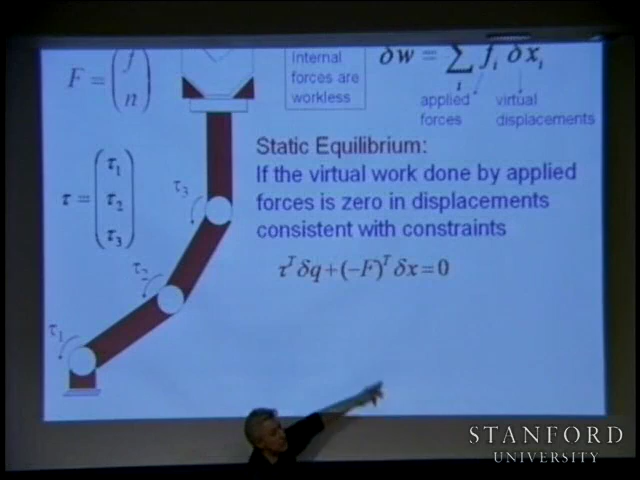 F = ( f n )
internal
forces are
workless
δw = Σ f_i δx_i
i
applied
forces
virtual
displacements
Static Equilibrium:
If the virtual work done by applied
forces is zero in displacements
consistent with constraints
τ = ( τ₁ τ₂ τ₃ )
τ₃
τᵀ δq + (−F)ᵀ δx = 0
τ₂
τ₁
STANFORD
UNIVERSITY